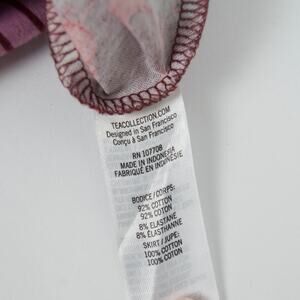 TEACOLLECTION.COM
Designed in San Francisco
Conçu à San Francisco
RN 107708
MADE IN INDONESIA
FABRIQUÉ EN INDONÉSIE
BODICE / CORPS:
92% COTTON
92% COTON
8% ELASTANE
8% ÉLASTHANNE
SKIRT / JUPE:
100% COTTON
100% COTON